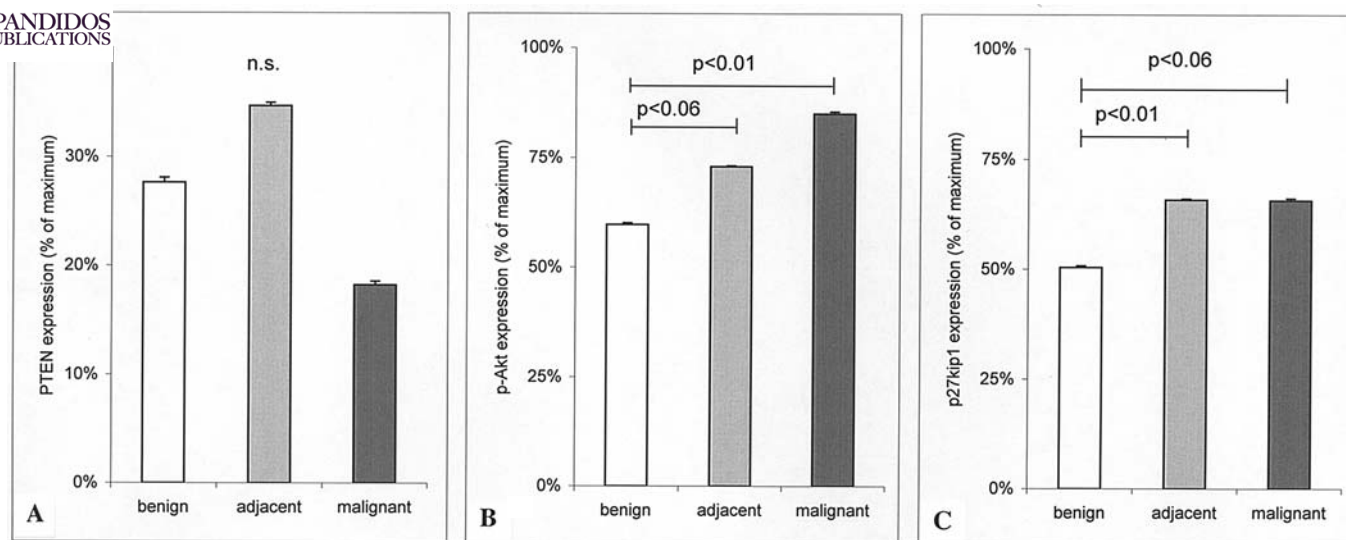 PANDIDOS
UBLICATIONS
PTEN expression (% of maximum)
30%
20%
10%
0%
n.s.
benign adjacent malignant
A
p-Akt expression (% of maximum)
100%
75%
50%
25%
0%
p<0.01
p<0.06
benign adjacent malignant
B
p27kip1 expression (% of maximum)
100%
75%
50%
25%
0%
p<0.06
p<0.01
benign adjacent malignant
C